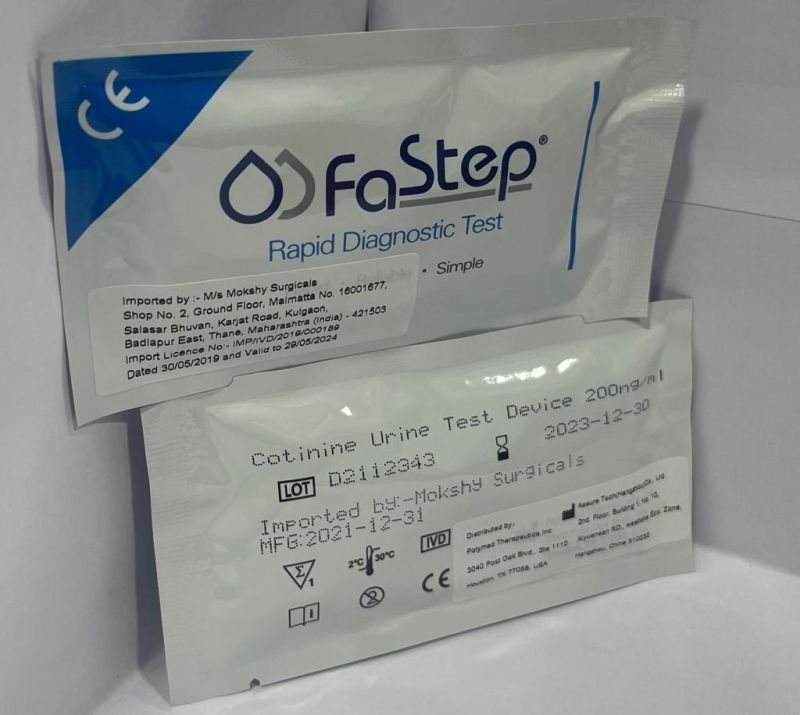 CE
FaStep®
Rapid Diagnostic Test
Reliable • Simple
Imported by :- M/s Mokshy Surgicals
Shop No. 2, Ground Floor, Malmatta No. 16001677,
Salasar Bhuvan, Karjat Road, Kulgaon,
Badlapur East, Thane, Maharashtra (India) - 421503
Import Licence No:- IMP/IVD/2019/000189
Dated 30/05/2019 and Valid to 29/05/2024
Cotinine Urine Test Device 200ng/ml
LOT D2112343 2023-12-30
Imported by:-Mokshy Surgicals
MFG:2021-12-31
Σ 1 2°C 30°C IVD
i 2 CE
Distributed by:
Polymed Therapeutics Inc
3040 Post Oak Blvd., Ste 1110
Houston, TX 77056, USA
Assure Tech(Hangzhou)Co., Ltd.
2nd. Floor, Building 1, No 10,
Xiyuansan RD., westlake Eco. Zone,
Hangzhou, China 310030